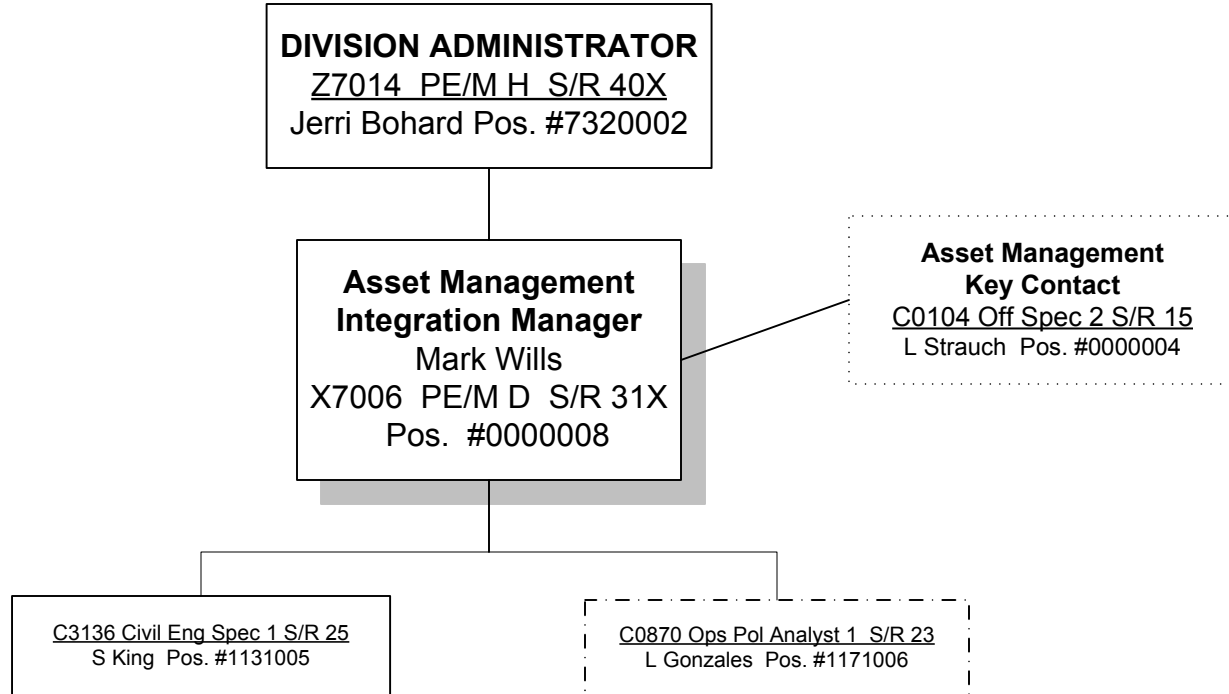 DIVISION ADMINISTRATOR
Z7014 PE/M H S/R 40X
Jerri Bohard Pos. #7320002
Asset Management
Integration Manager
Mark Wills
X7006 PE/M D S/R 31X
Pos. #0000008
Asset Management
Key Contact
C0104 Off Spec 2 S/R 15
L Strauch Pos. #0000004
C3136 Civil Eng Spec 1 S/R 25
S King Pos. #1131005
C0870 Ops Pol Analyst 1 S/R 23
L Gonzales Pos. #1171006